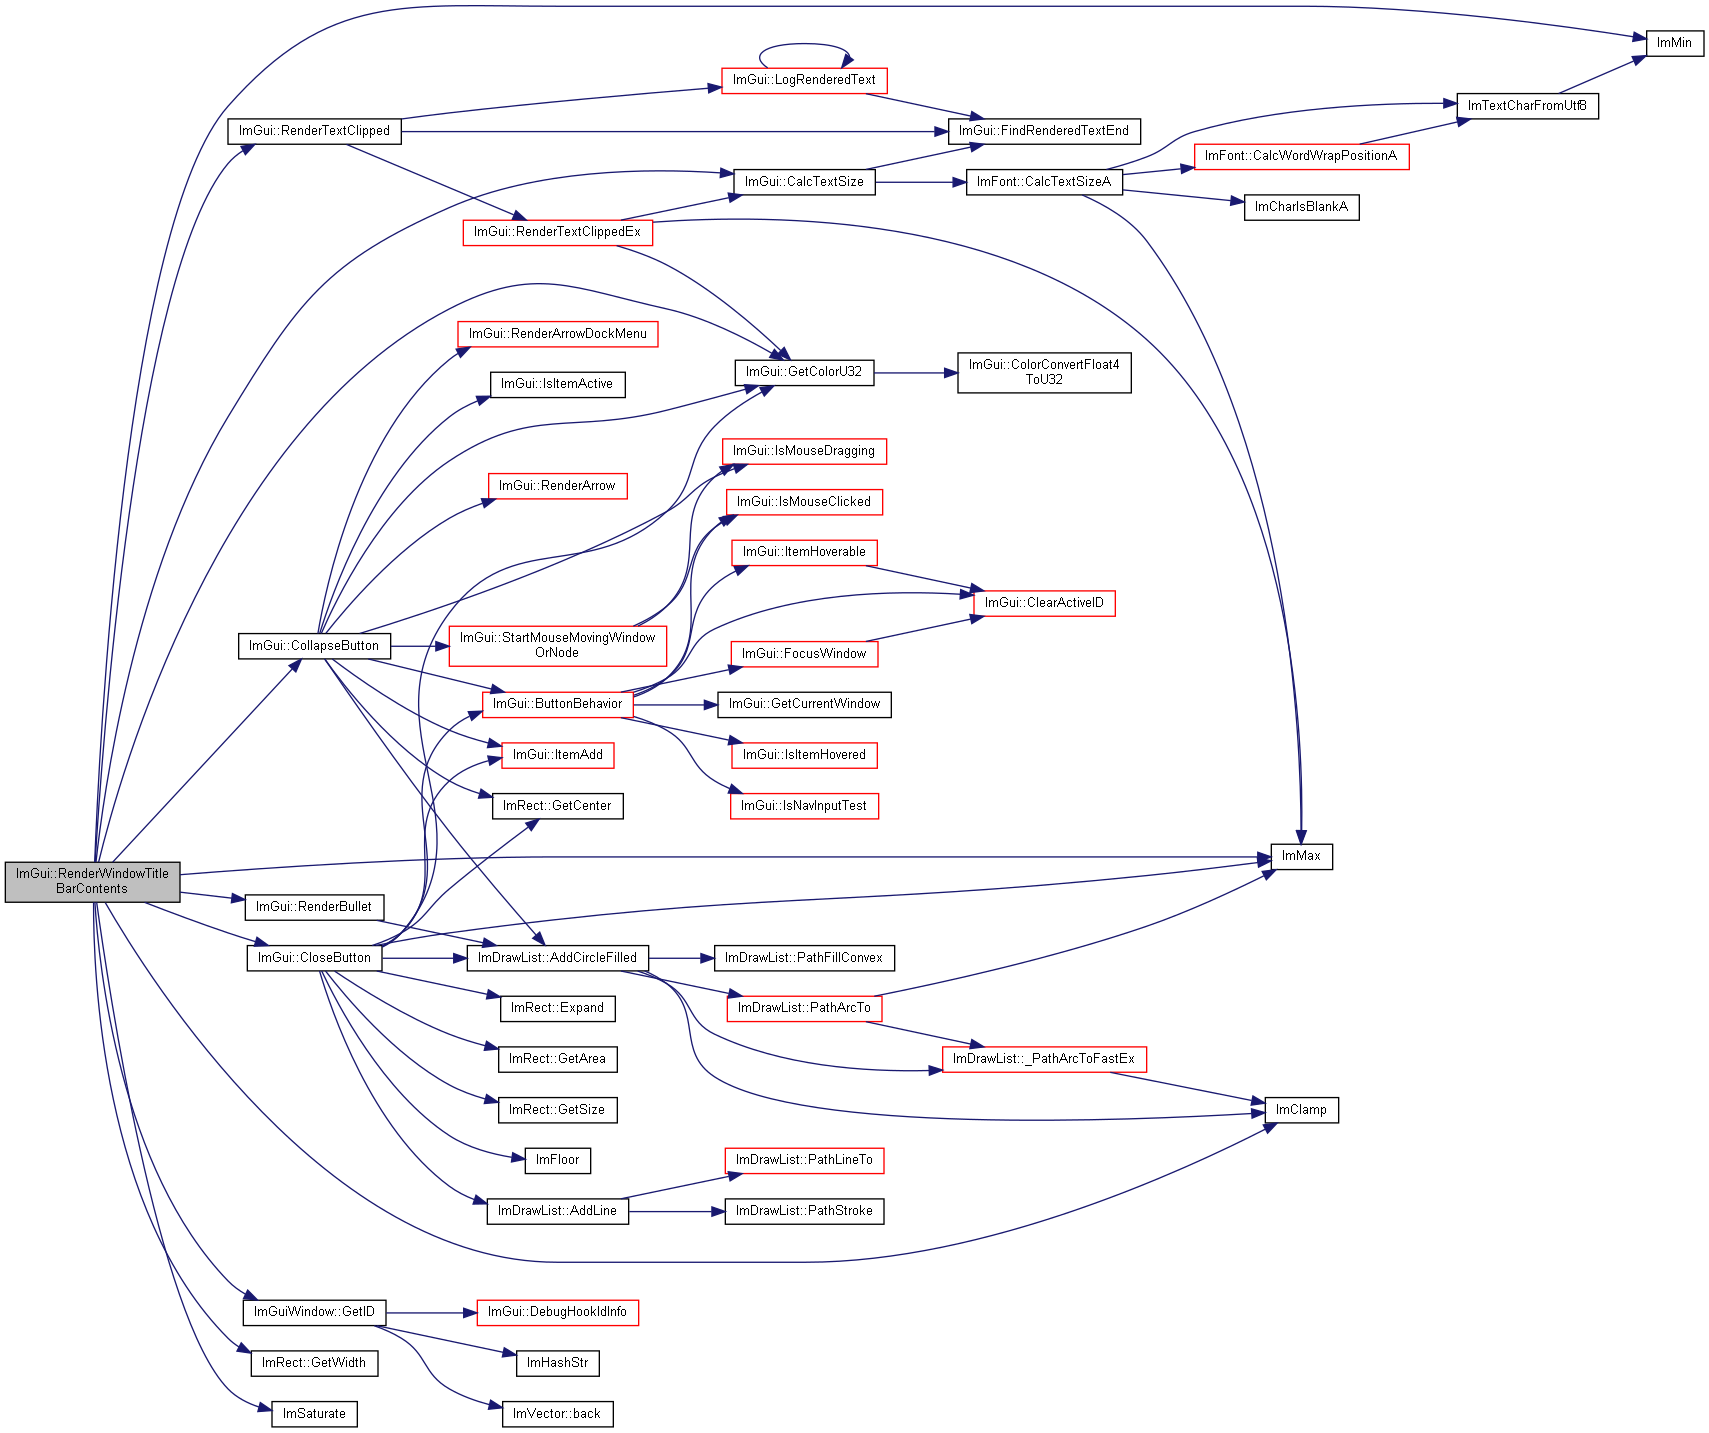 ImMin
ImGui::LogRenderedText
ImTextCharFromUtf8
ImGui::RenderTextClipped
ImGui::FindRenderedTextEnd
ImFont::CalcWordWrapPositionA
ImGui::CalcTextSize
ImFont::CalcTextSizeA
ImCharIsBlankA
ImGui::RenderTextClippedEx
ImGui::RenderArrowDockMenu
ImGui::IsItemActive
ImGui::GetColorU32
ImGui::ColorConvertFloat4
ToU32
ImGui::IsMouseDragging
ImGui::RenderArrow
ImGui::IsMouseClicked
ImGui::ItemHoverable
ImGui::ClearActiveID
ImGui::CollapseButton
ImGui::StartMouseMovingWindow
OrNode
ImGui::FocusWindow
ImGui::ButtonBehavior
ImGui::GetCurrentWindow
ImGui::ItemAdd
ImGui::IsItemHovered
ImRect::GetCenter
ImGui::IsNavInputTest
ImMax
ImGui::RenderWindowTitle
BarContents
ImGui::RenderBullet
ImGui::CloseButton
ImDrawList::AddCircleFilled
ImDrawList::PathFillConvex
ImRect::Expand
ImDrawList::PathArcTo
ImRect::GetArea
ImDrawList::_PathArcToFastEx
ImRect::GetSize
ImClamp
ImFloor
ImDrawList::PathLineTo
ImDrawList::AddLine
ImDrawList::PathStroke
ImGuiWindow::GetID
ImGui::DebugHookIdInfo
ImRect::GetWidth
ImHashStr
ImSaturate
ImVector::back